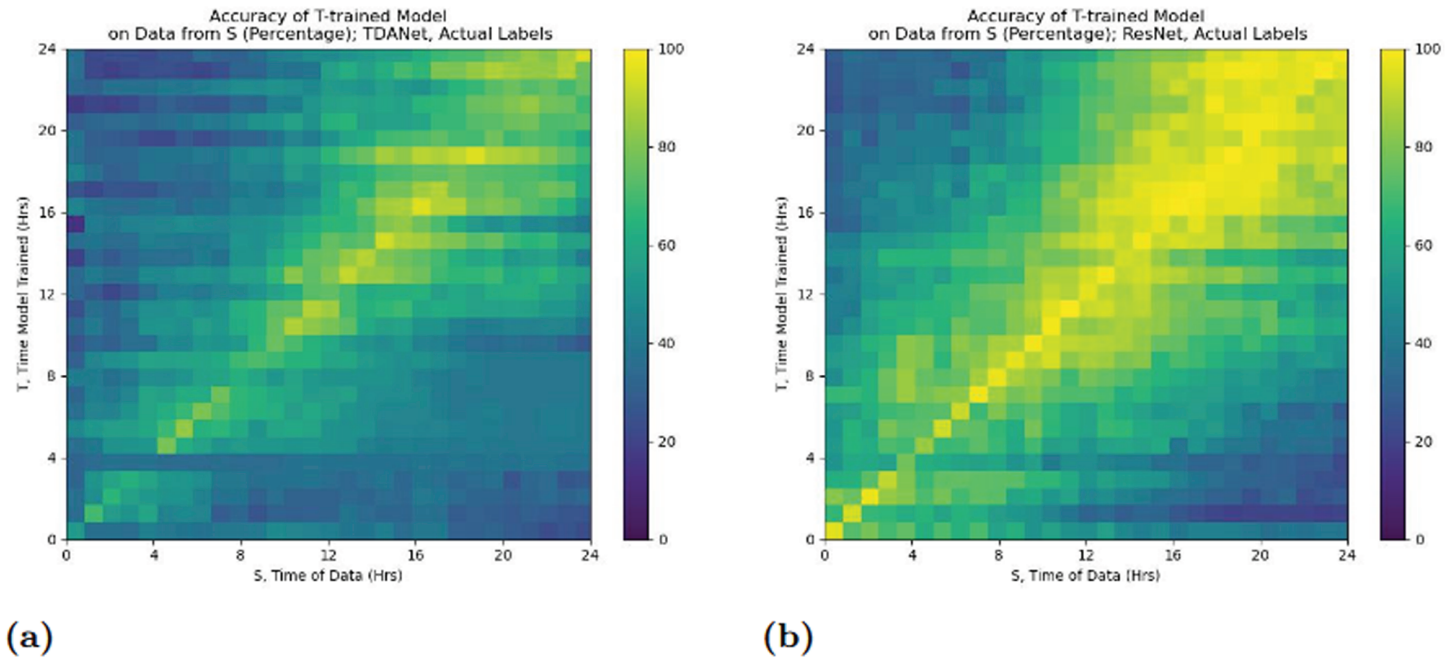 Accuracy of T-trained Model
on Data from S (Percentage); TDANet, Actual Labels
24
20
16
12
8
4
0
T, Time Model Trained (Hrs)
0 4 8 12 16 20 24
S, Time of Data (Hrs)
100
80
60
40
20
0
(a)
Accuracy of T-trained Model
on Data from S (Percentage); ResNet, Actual Labels
24
20
16
12
8
4
0
T, Time Model Trained (Hrs)
0 4 8 12 16 20 24
S, Time of Data (Hrs)
100
80
60
40
20
0
(b)